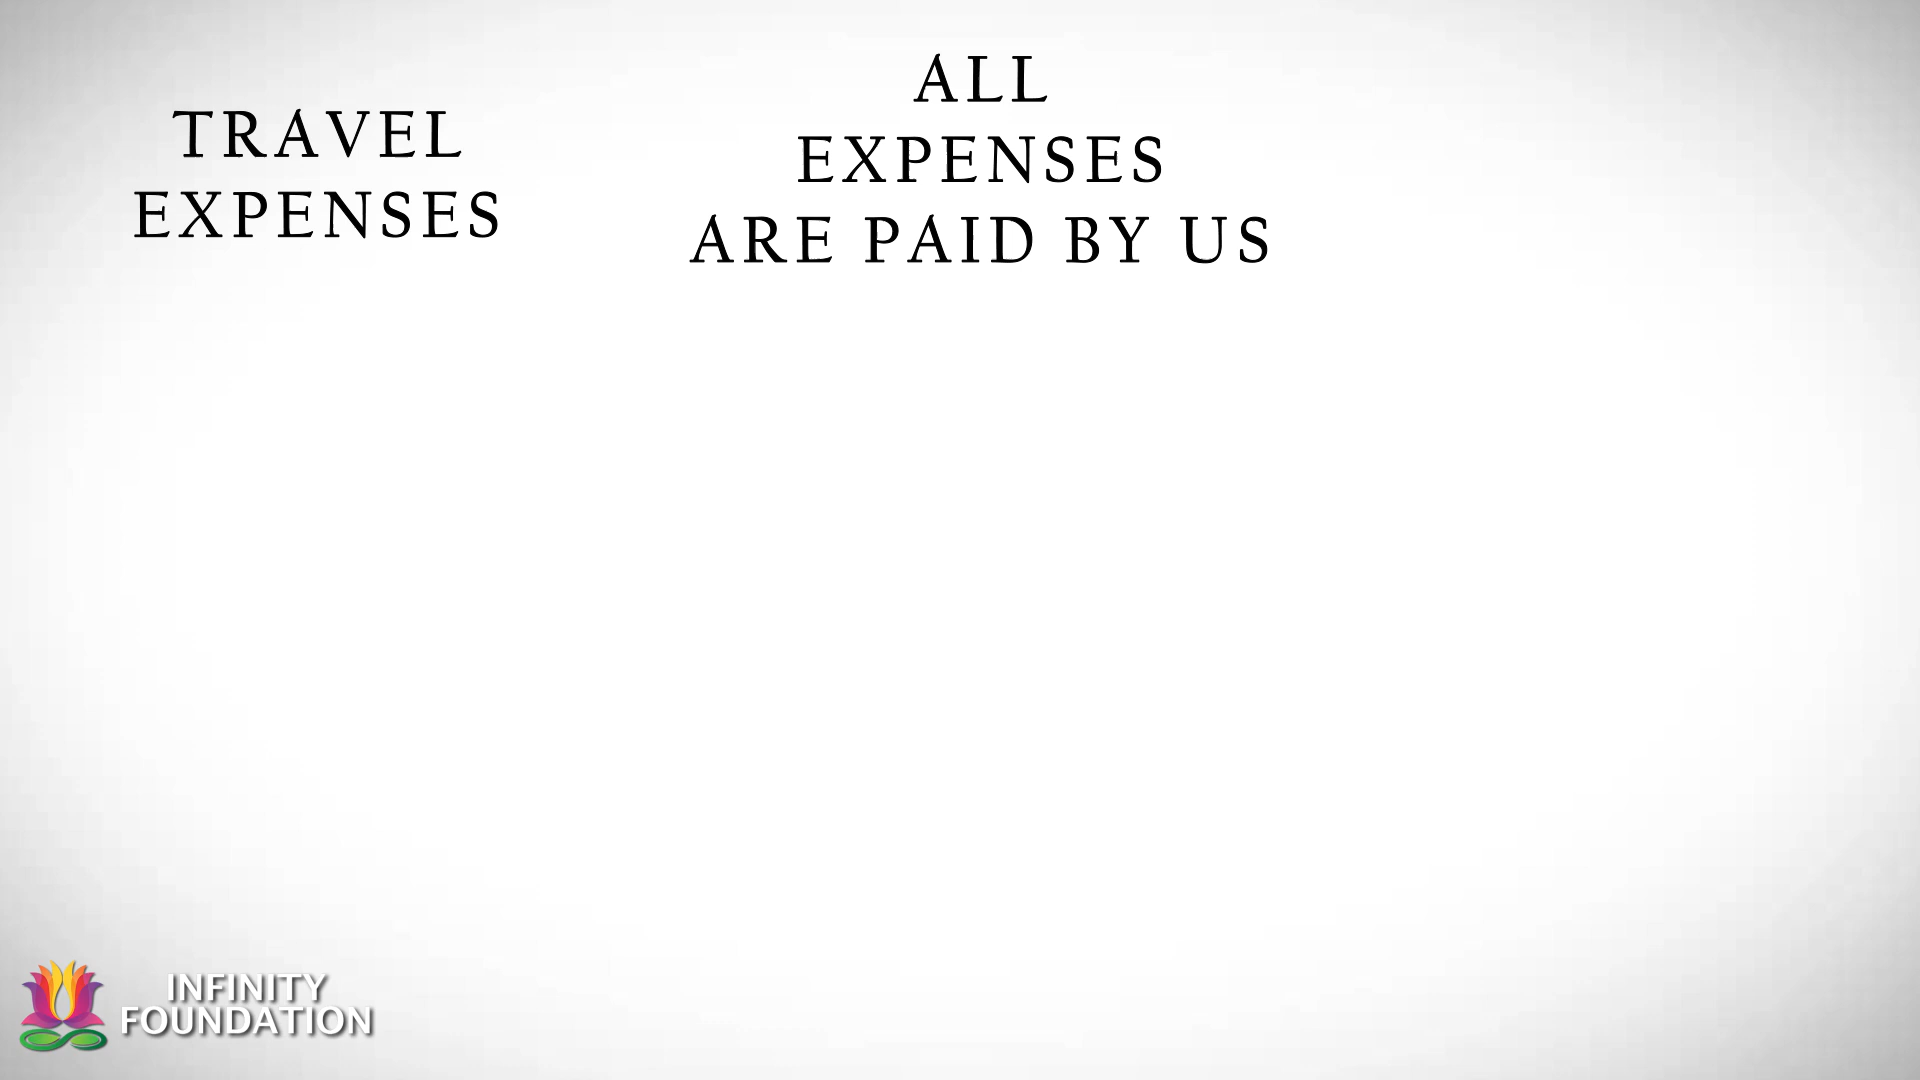 TRAVEL
EXPENSES
ALL
EXPENSES
ARE PAID BY US
INFINITY
FOUNDATION